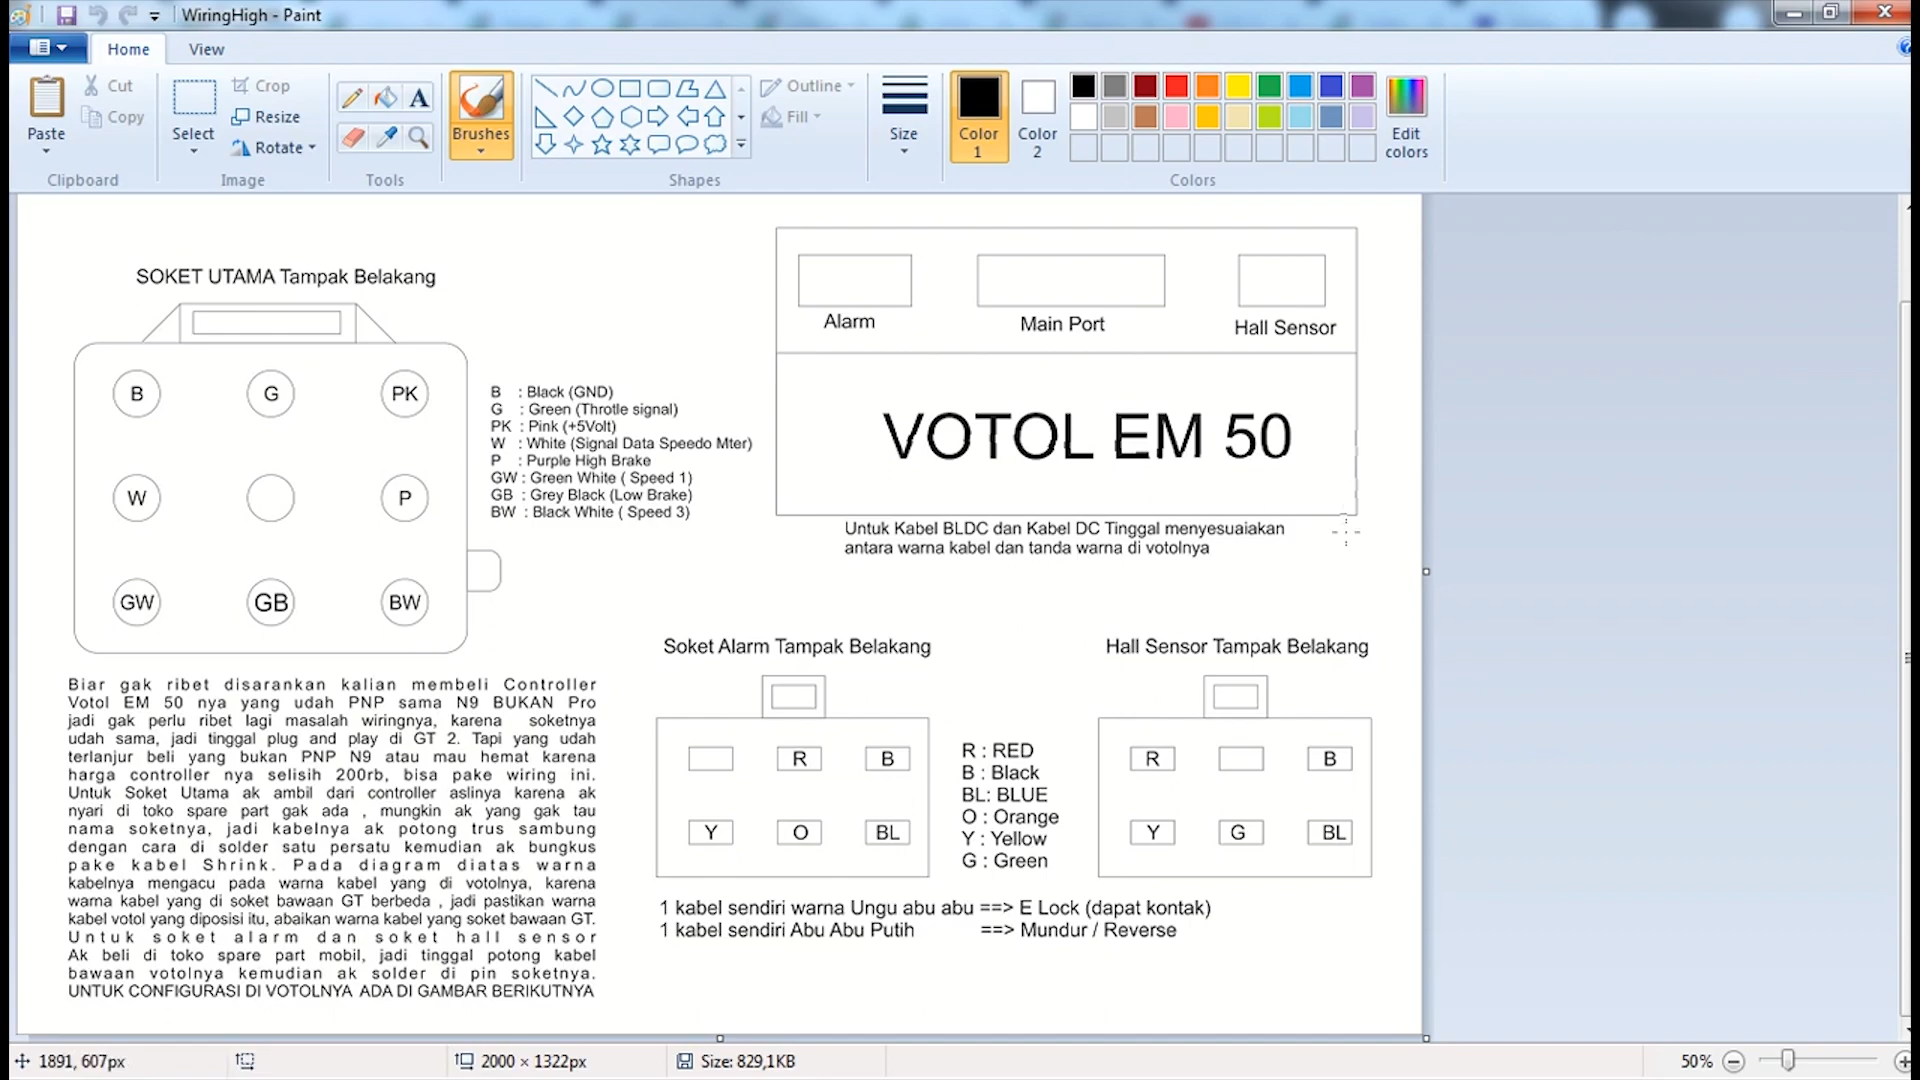 WiringHigh - Paint
Home
View
Paste
Cut
Copy
Clipboard
Select
Crop
Resize
Rotate
Image
A
Tools
Brushes
Shapes
Outline
Fill
Size
Color 1
Color 2
Edit colors
Colors
SOKET UTAMA Tampak Belakang
B G PK
W P
GW GB BW
B : Black (GND)
G : Green (Throtle signal)
PK : Pink (+5Volt)
W : White (Signal Data Speedo Mter)
P : Purple High Brake
GW : Green White ( Speed 1)
GB : Grey Black (Low Brake)
BW : Black White ( Speed 3)
Alarm
Main Port
Hall Sensor
VOTOL EM 50
Untuk Kabel BLDC dan Kabel DC Tinggal menyesuaiakan
antara warna kabel dan tanda warna di votolnya
Biar gak ribet disarankan kalian membeli Controller
Votol EM 50 nya yang udah PNP sama N9 BUKAN Pro
jadi gak perlu ribet lagi masalah wiringnya, karena soketnya
udah sama, jadi tinggal plug and play di GT 2. Tapi yang udah
terlanjur beli yang bukan PNP N9 atau mau hemat karena
harga controller nya selisih 200rb, bisa pake wiring ini.
Untuk Soket Utama ak ambil dari controller aslinya karena ak
nyari di toko spare part gak ada , mungkin ak yang gak tau
nama soketnya, jadi kabelnya ak potong trus sambung
dengan cara di solder satu persatu kemudian ak bungkus
pake kabel Shrink. Pada diagram diatas warna
kabelnya mengacu pada warna kabel yang di votolnya, karena
warna kabel yang di soket bawaan GT berbeda , jadi pastikan warna
kabel votol yang diposisi itu, abaikan warna kabel yang soket bawaan GT.
Untuk soket alarm dan soket hall sensor
Ak beli di toko spare part mobil, jadi tinggal potong kabel
bawaan votolnya kemudian ak solder di pin soketnya.
UNTUK CONFIGURASI DI VOTOLNYA ADA DI GAMBAR BERIKUTNYA
Soket Alarm Tampak Belakang
R B
Y O BL
R : RED
B : Black
BL: BLUE
O : Orange
Y : Yellow
G : Green
Hall Sensor Tampak Belakang
R B
Y G BL
1 kabel sendiri warna Ungu abu abu ==> E Lock (dapat kontak)
1 kabel sendiri Abu Abu Putih ==> Mundur / Reverse
1891, 607px
2000 × 1322px
Size: 829,1KB
50%